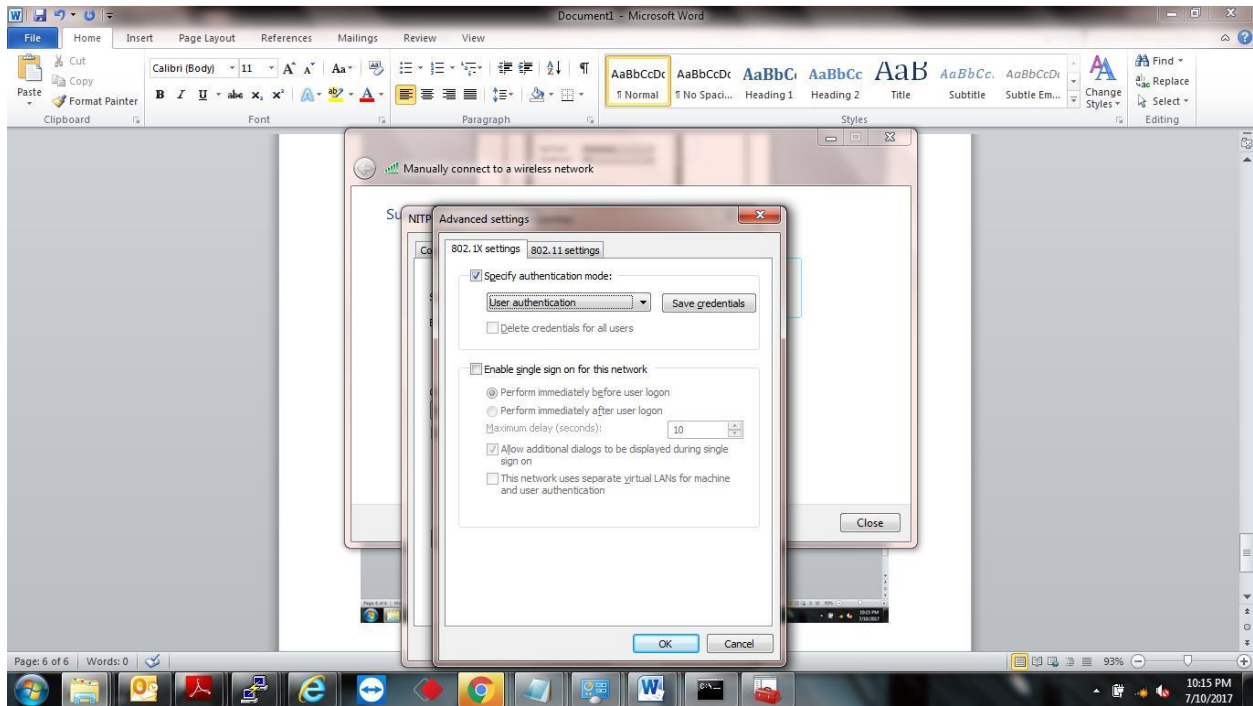 Document1 - Microsoft Word
File Home Insert Page Layout References Mailings Review View
Cut
Copy
Format Painter
Paste
Clipboard
Calibri (Body) 11
Font
Paragraph
AaBbCcDc AaBbCcDc AaBbC AaBbCc AaB AaBbCc. AaBbCcDt
¶ Normal ¶ No Spaci... Heading 1 Heading 2 Title Subtitle Subtle Em...
Change
Styles
Styles
Find
Replace
Select
Editing
Manually connect to a wireless network
Su
NITP
Co
Advanced settings
802.1X settings 802.11 settings
Specify authentication mode:
User authentication Save credentials
Delete credentials for all users
Enable single sign on for this network
Perform immediately before user logon
Perform immediately after user logon
Maximum delay (seconds): 10
Allow additional dialogs to be displayed during single
sign on
This network uses separate virtual LANs for machine
and user authentication
Close
OK Cancel
Page: 6 of 6 Words: 0 93%
10:15 PM
7/10/2017